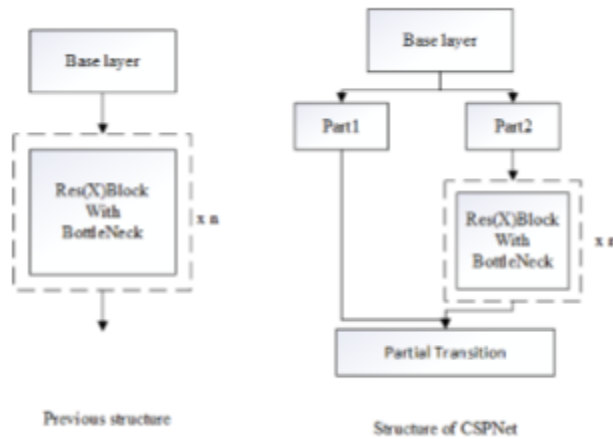 Base layer
Res(X)Block
With
BottleNeck
x n
Previous structure
Base layer
Part1
Part2
Res(X)Block
With
BottleNeck
x n
Partial Transition
Structure of CSPNet